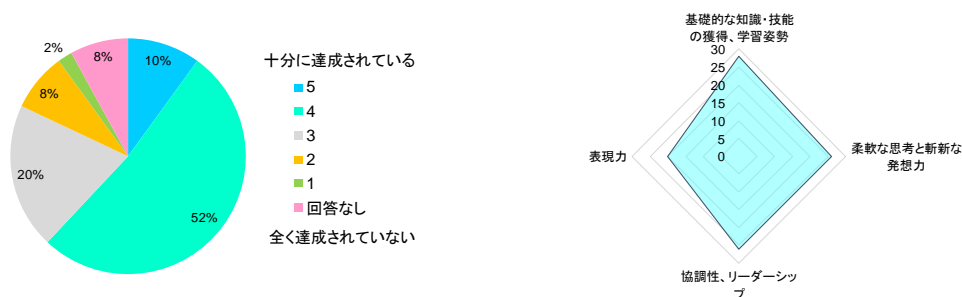 10%
52%
20%
8%
2%
8%
十分に達成されている
5
4
3
2
1
回答なし
全く達成されていない
基礎的な知識・技能
の獲得、学習姿勢
30
25
20
15
10
5
0
柔軟な思考と斬新な
発想力
協調性、リーダーシッ
プ
表現力